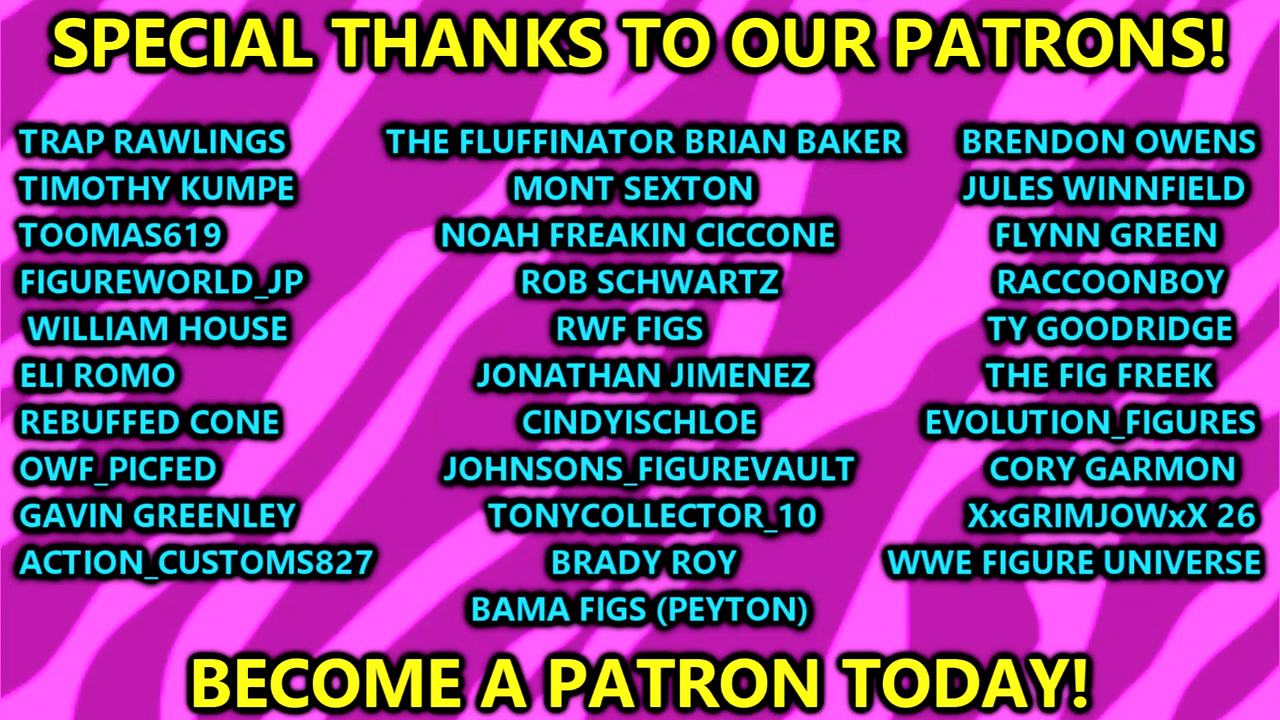 SPECIAL THANKS TO OUR PATRONS!
TRAP RAWLINGS
TIMOTHY KUMPE
TOOMAS619
FIGUREWORLD_JP
WILLIAM HOUSE
ELI ROMO
REBUFFED CONE
OWF_PICFED
GAVIN GREENLEY
ACTION_CUSTOMS827
THE FLUFFINATOR BRIAN BAKER
MONT SEXTON
NOAH FREAKIN CICCONE
ROB SCHWARTZ
RWF FIGS
JONATHAN JIMENEZ
CINDYISCHLOE
JOHNSONS_FIGUREVAULT
TONYCOLLECTOR_10
BRADY ROY
BAMA FIGS (PEYTON)
BRENDON OWENS
JULES WINNFIELD
FLYNN GREEN
RACCOONBOY
TY GOODRIDGE
THE FIG FREEK
EVOLUTION_FIGURES
CORY GARMON
XxGRIMJOWxX 26
WWE FIGURE UNIVERSE
BECOME A PATRON TODAY!